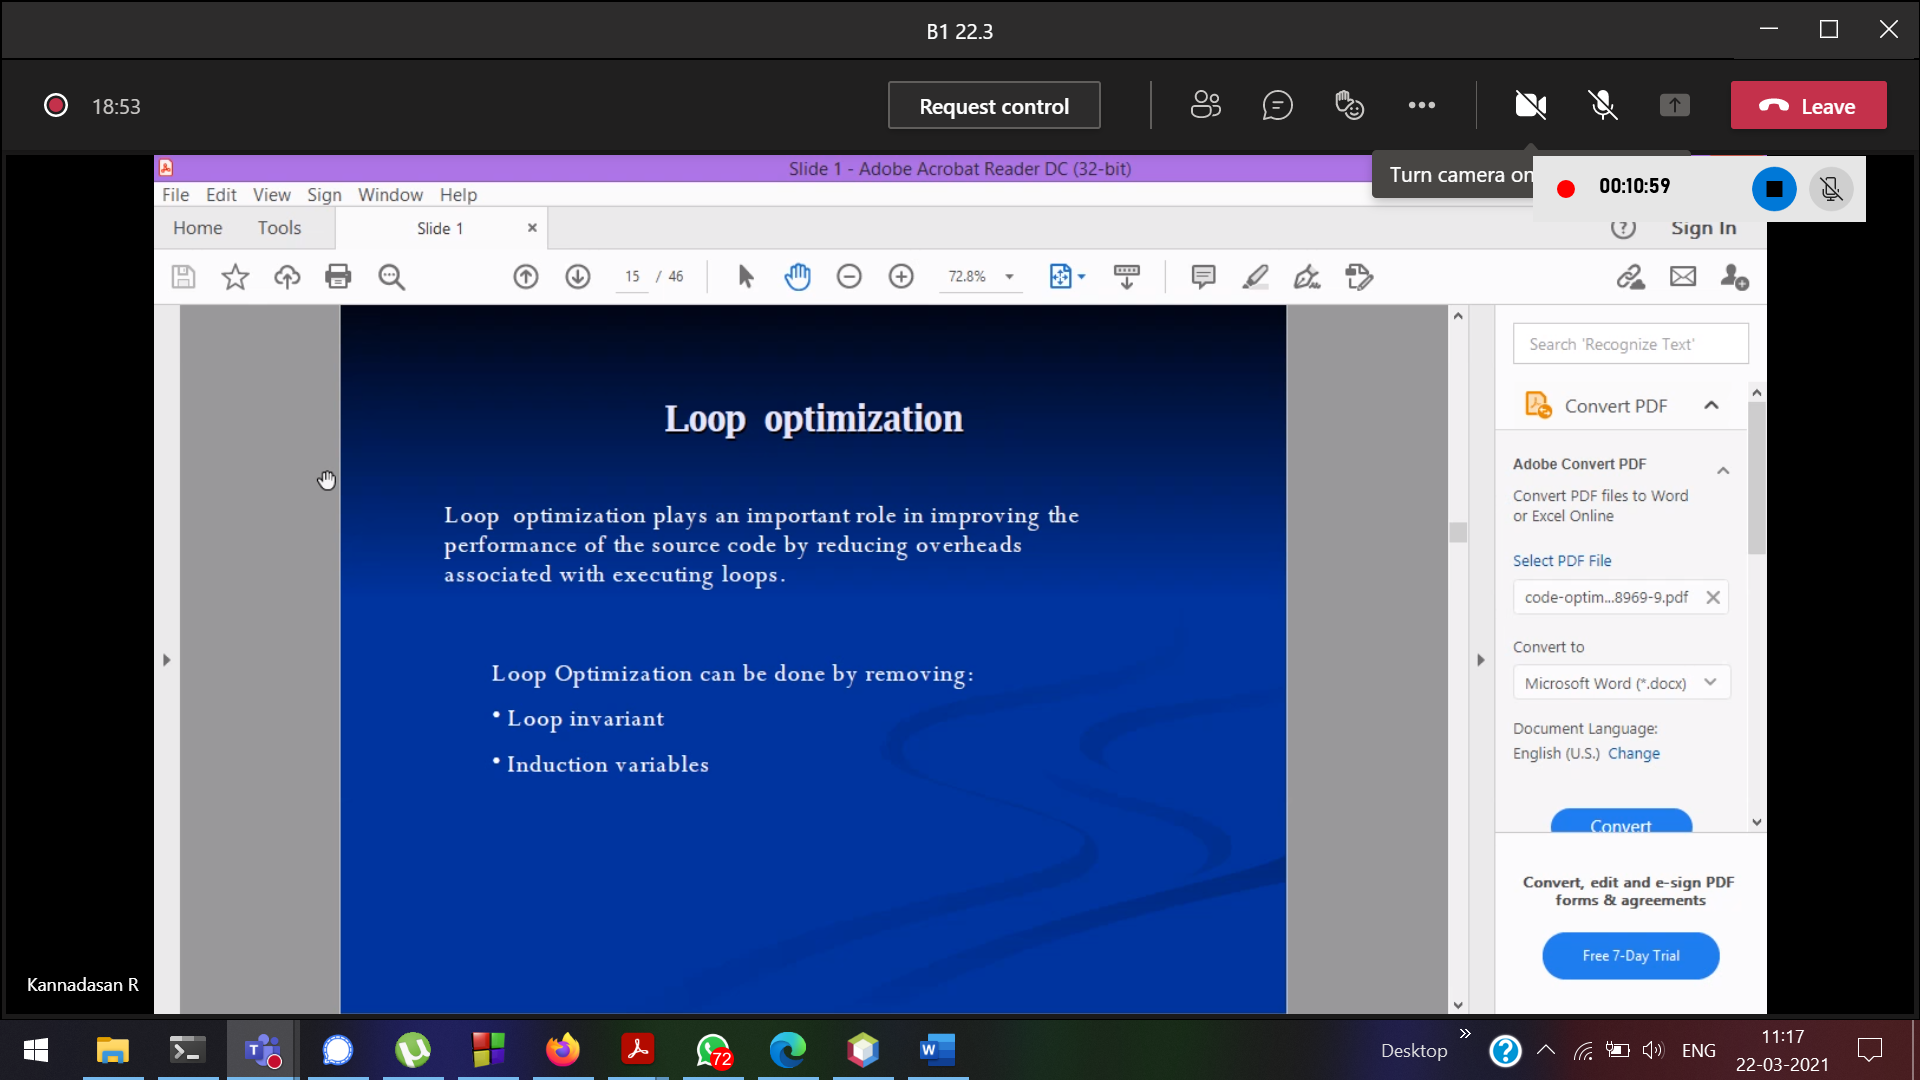 B1 22.3
18:53
Request control
Leave
Turn camera on
00:10:59
Slide 1 - Adobe Acrobat Reader DC (32-bit)
File Edit View Sign Window Help
Home Tools Slide 1
Sign In
15 / 46
72.8%
Search 'Recognize Text'
Convert PDF
Adobe Convert PDF
Convert PDF files to Word
or Excel Online
Select PDF File
code-optim...8969-9.pdf
Convert to
Microsoft Word (*.docx)
Document Language:
English (U.S.) Change
Convert
Convert, edit and e-sign PDF
forms & agreements
Free 7-Day Trial
Loop optimization
Loop optimization plays an important role in improving the
performance of the source code by reducing overheads
associated with executing loops.
Loop Optimization can be done by removing:
• Loop invariant
• Induction variables
Kannadasan R
72
Desktop
ENG
11:17
22-03-2021